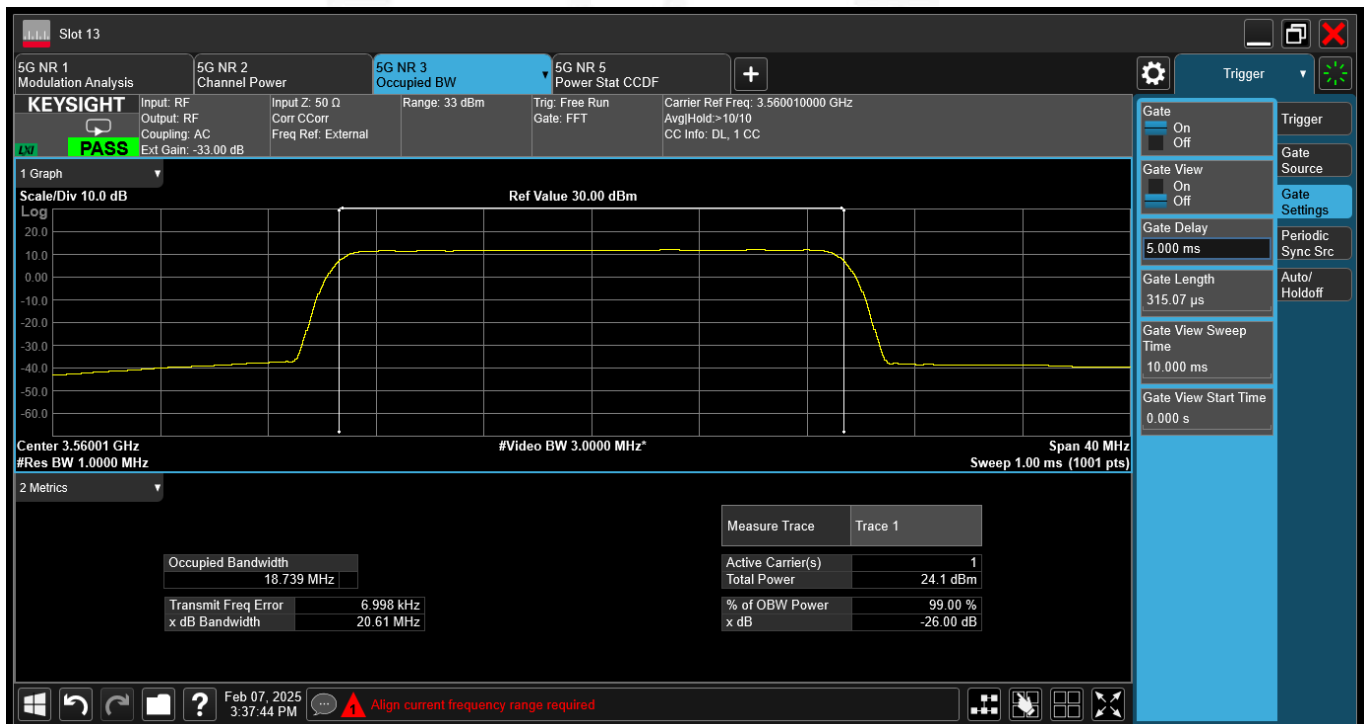 Slot 13
5G NR 1
Modulation Analysis
5G NR 2
Channel Power
5G NR 3
Occupied BW
5G NR 5
Power Stat CCDF
Trigger
KEYSIGHT
LXI
PASS
Input: RF
Output: RF
Coupling: AC
Ext Gain: -33.00 dB
Input Z: 50 Ω
Corr CCorr
Freq Ref: External
Range: 33 dBm
Trig: Free Run
Gate: FFT
Carrier Ref Freq: 3.560010000 GHz
Avg|Hold:>10/10
CC Info: DL, 1 CC
1 Graph
Scale/Div 10.0 dB
Ref Value 30.00 dBm
Log
20.0
10.0
0.00
-10.0
-20.0
-30.0
-40.0
-50.0
-60.0
Center 3.56001 GHz
#Video BW 3.0000 MHz*
Span 40 MHz
#Res BW 1.0000 MHz
Sweep 1.00 ms (1001 pts)
2 Metrics
Measure Trace Trace 1
Occupied Bandwidth
18.739 MHz
Transmit Freq Error 6.998 kHz
x dB Bandwidth 20.61 MHz
Active Carrier(s) 1
Total Power 24.1 dBm
% of OBW Power 99.00 %
x dB -26.00 dB
Gate
On
Off
Gate View
On
Off
Gate Delay
5.000 ms
Gate Length
315.07 µs
Gate View Sweep
Time
10.000 ms
Gate View Start Time
0.000 s
Trigger
Gate
Source
Gate
Settings
Periodic
Sync Src
Auto/
Holdoff
?
Feb 07, 2025
3:37:44 PM
1
Align current frequency range required